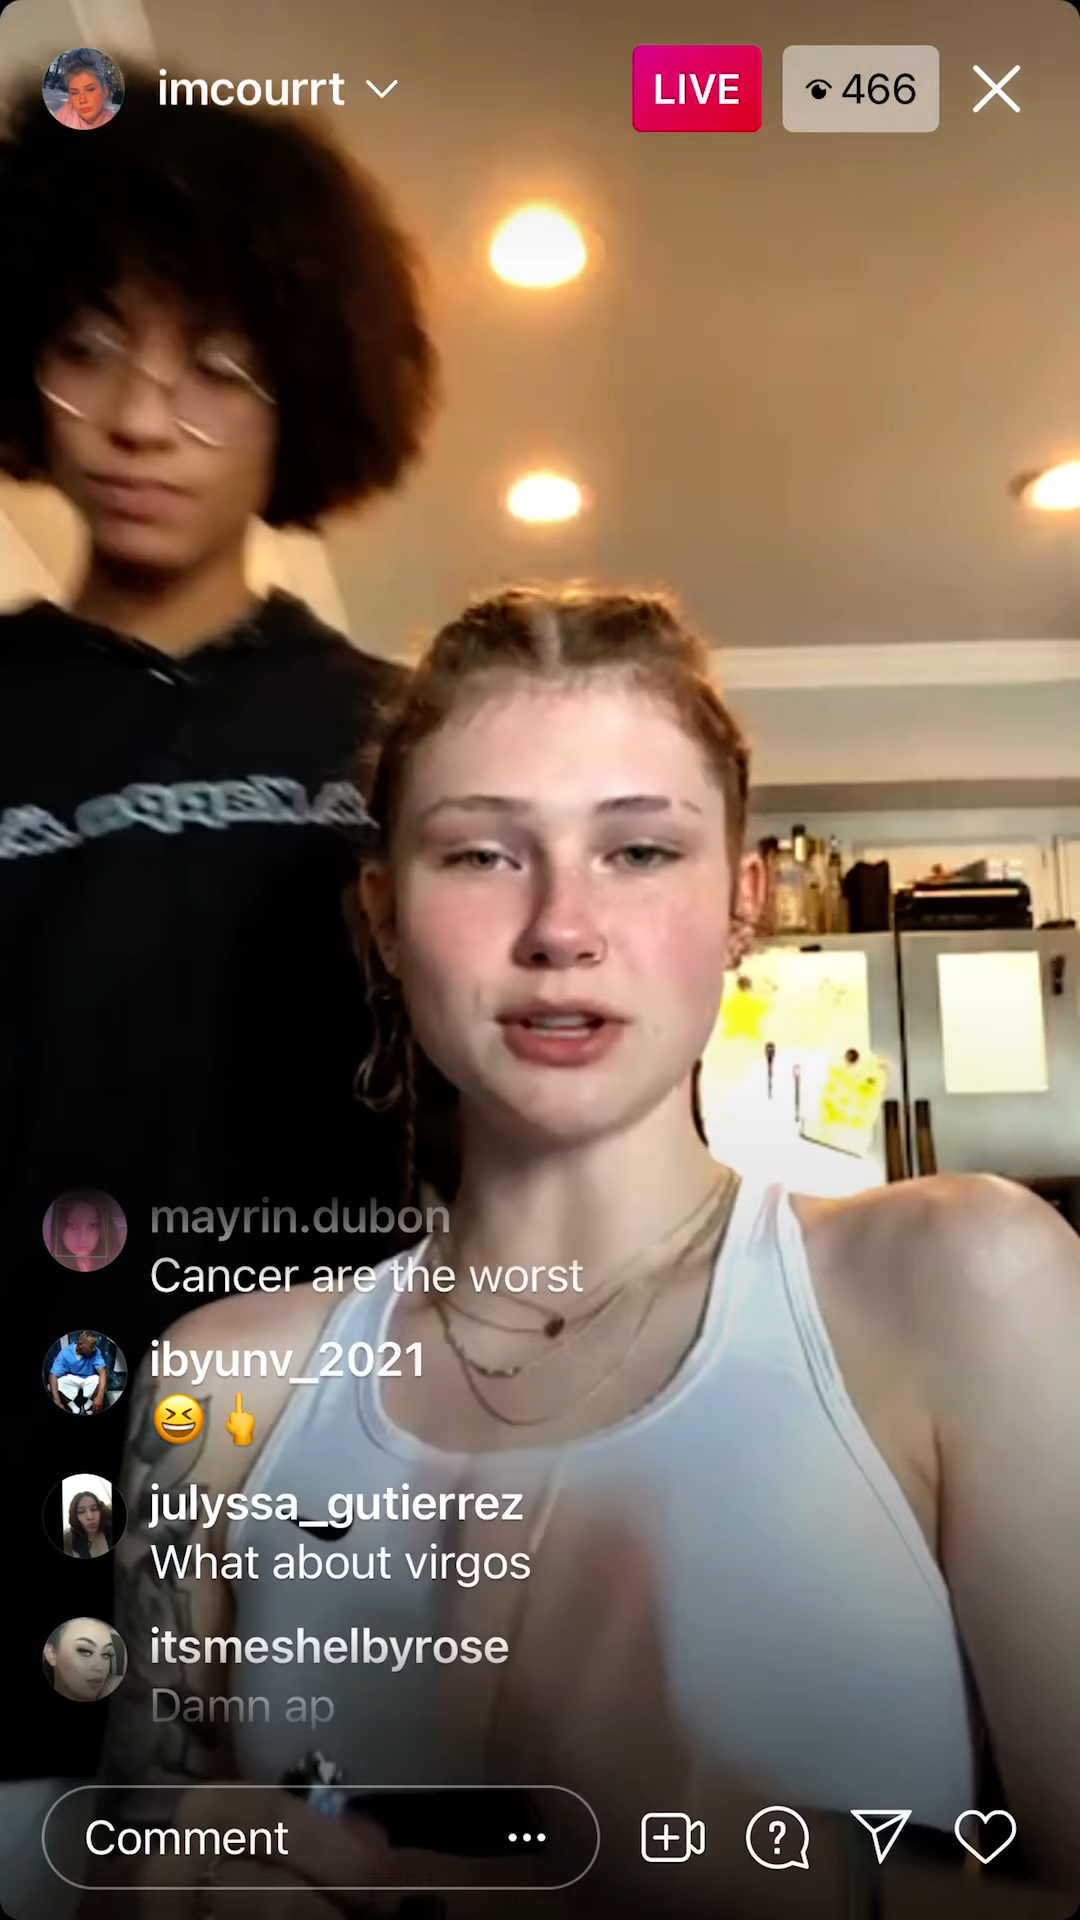 imcourrt
LIVE
466
mayrin.dubon
Cancer are the worst
ibyunv_2021
😆 🖕
julyssa_gutierrez
What about virgos
itsmeshelbyrose
Damn ap
Comment